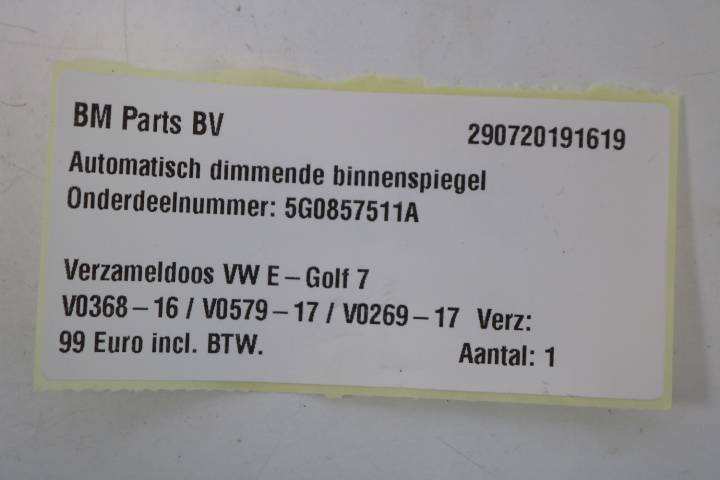 BM Parts BV 290720191619
Automatisch dimmende binnenspiegel
Onderdeelnummer: 5G0857511A
Verzameldoos VW E-Golf 7
V0368-16 / V0579-17 / V0269-17 Verz:
99 Euro incl. BTW. Aantal: 1